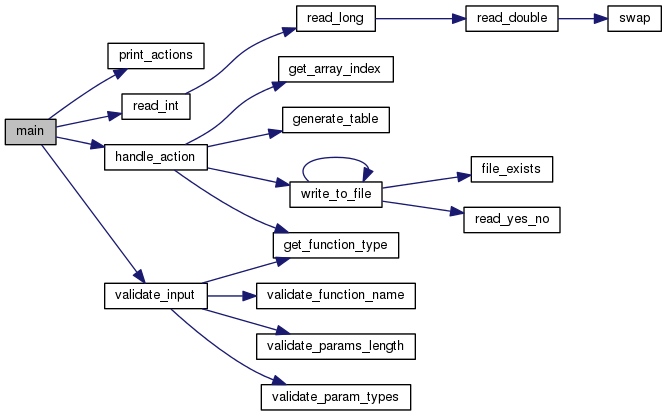 read_long
read_double
swap
print_actions
get_array_index
read_int
generate_table
main
handle_action
file_exists
write_to_file
read_yes_no
get_function_type
validate_input
validate_function_name
validate_params_length
validate_param_types